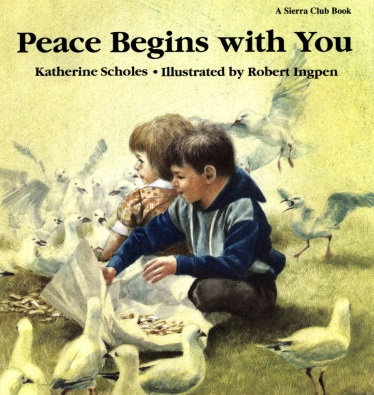 A Sierra Club Book
Peace Begins with You
Katherine Scholes • Illustrated by Robert Ingpen